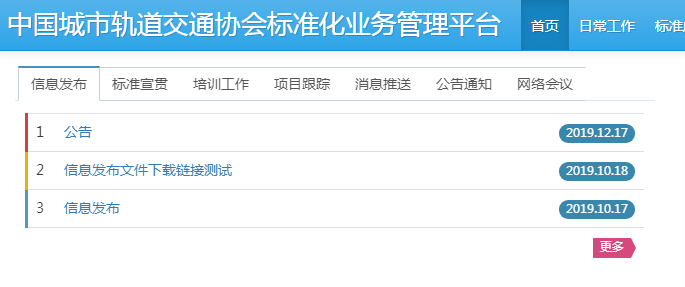 中国城市轨道交通协会标准化业务管理平台 首页 日常工作
信息发布 标准宣贯 培训工作 项目跟踪 消息推送 公告通知 网络会议
1 公告 2019.12.17
2 信息发布文件下载链接测试 2019.10.18
3 信息发布 2019.10.17
更多